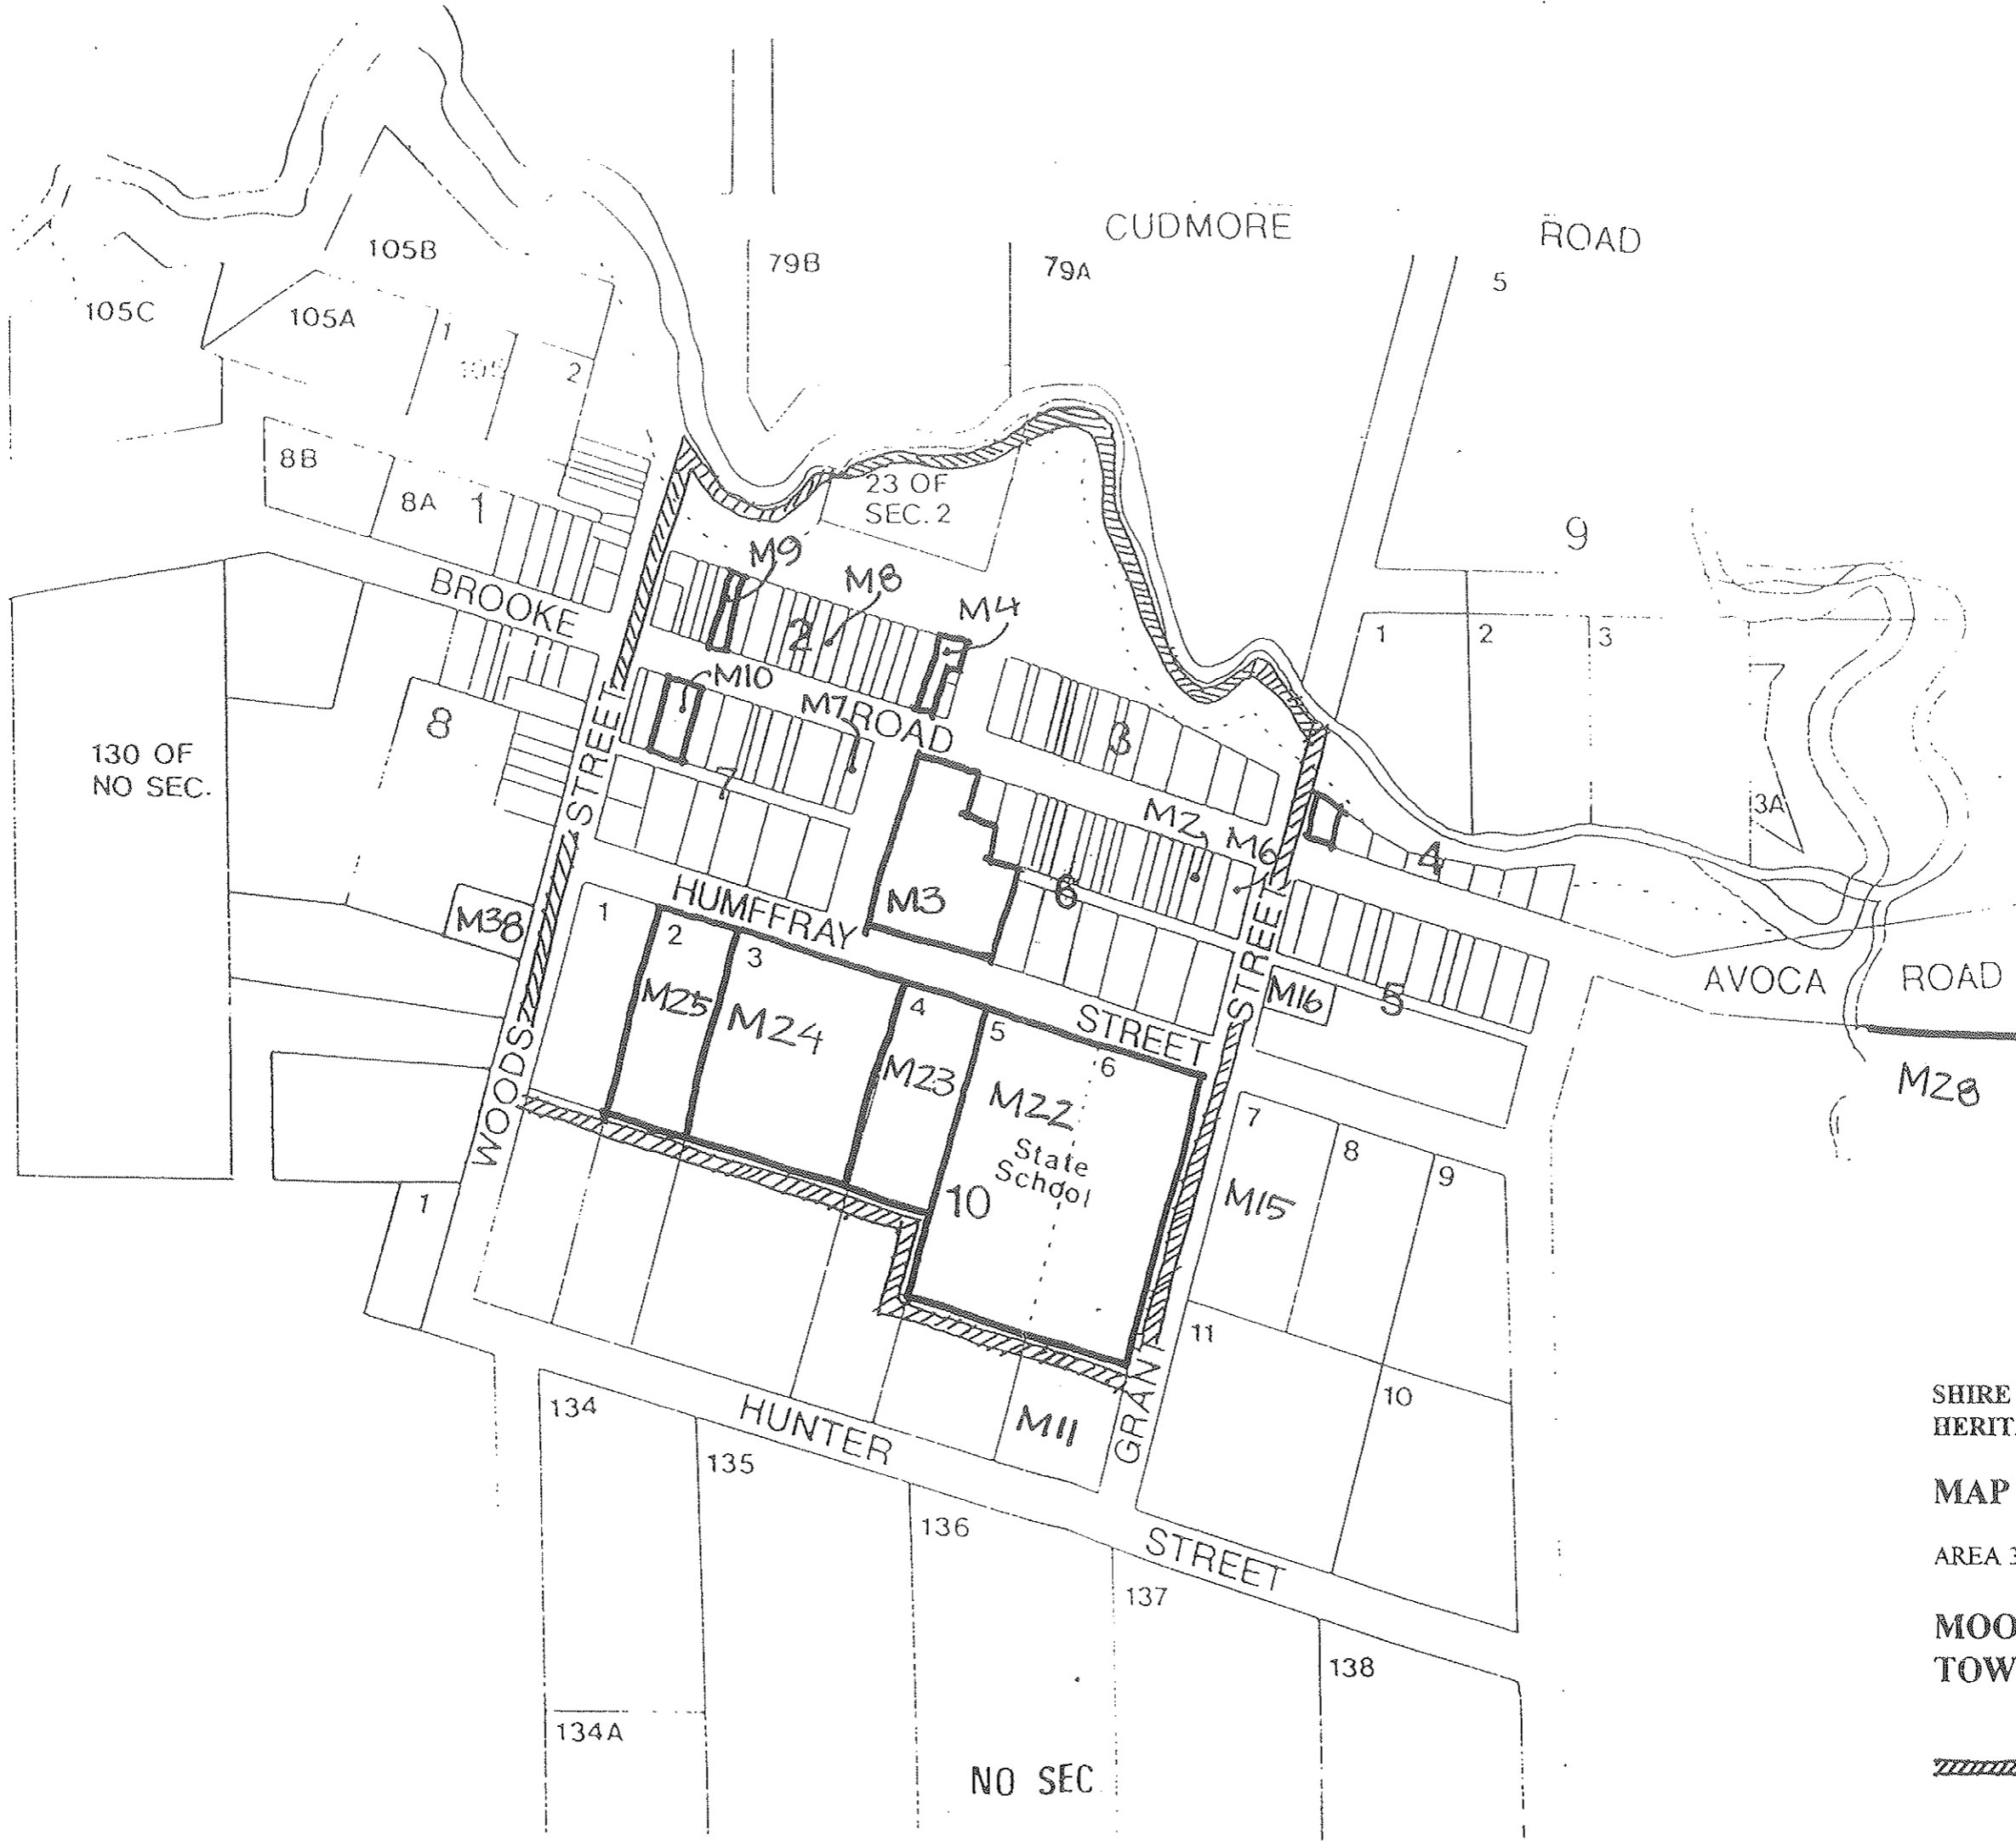 CUDMORE ROAD
105B
79B
79A
5
105C
105A
1
105
2
8B
8A
1
23 OF
SEC. 2
9
BROOKE
M9
M8
M4
2
1
2
3
M10
M7
ROAD
3
8
130 OF
NO SEC.
7
STREET
M2
M6
3A
4
M3
6
HUMFFRAY
M38
1
2
3
STREET
M16
5
AVOCA ROAD
M25
M24
4
5
STREET
6
M28
WOODS
M23
M22
State
School
7
8
9
M15
1
10
11
10
134
HUNTER
M11
GRANT
135
136
STREET
137
138
134A
NO SEC
SHIRE
MAP
AREA 3